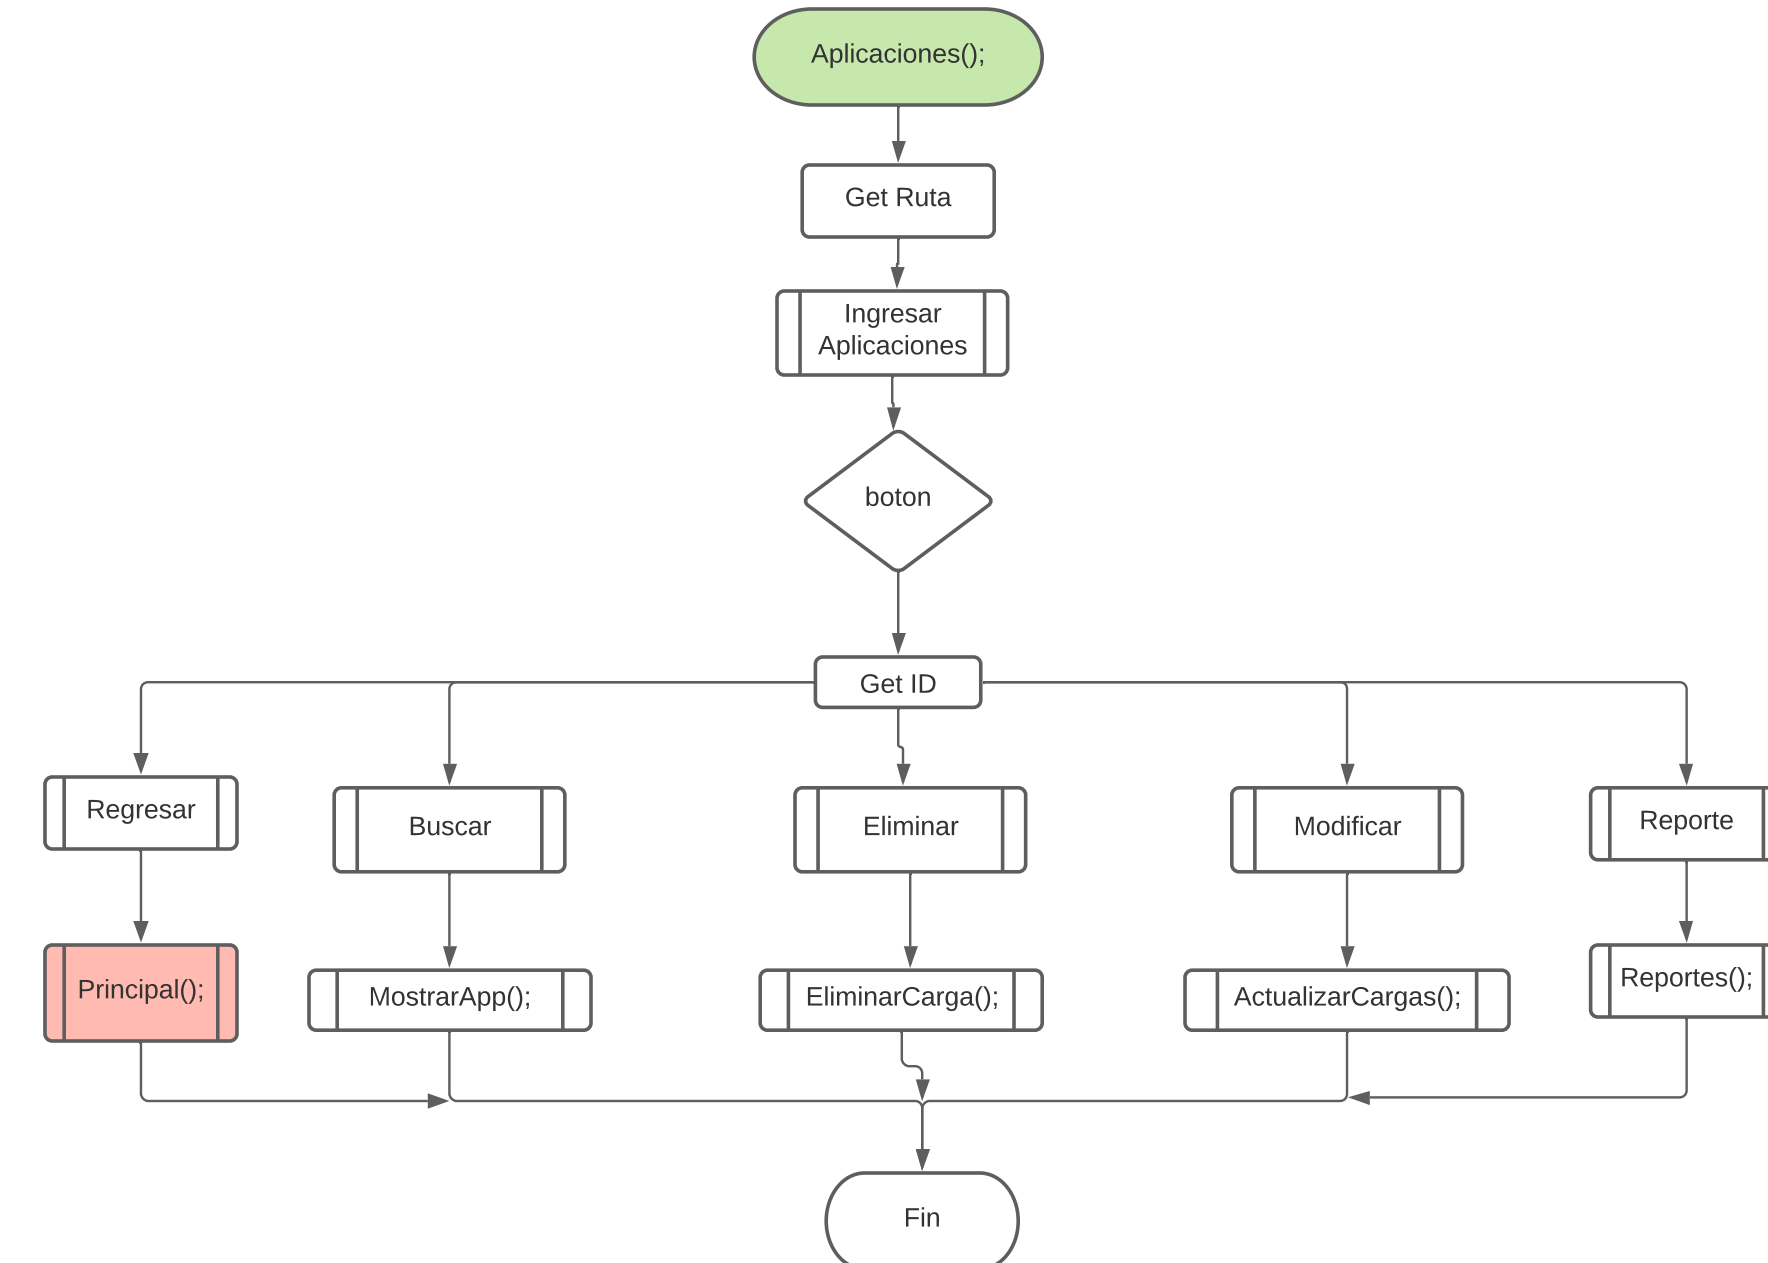 Aplicaciones();
Get Ruta
Ingresar
Aplicaciones
boton
Get ID
Regresar
Buscar
Eliminar
Modificar
Reporte
Principal();
MostrarApp();
EliminarCarga();
ActualizarCargas();
Reportes();
Fin